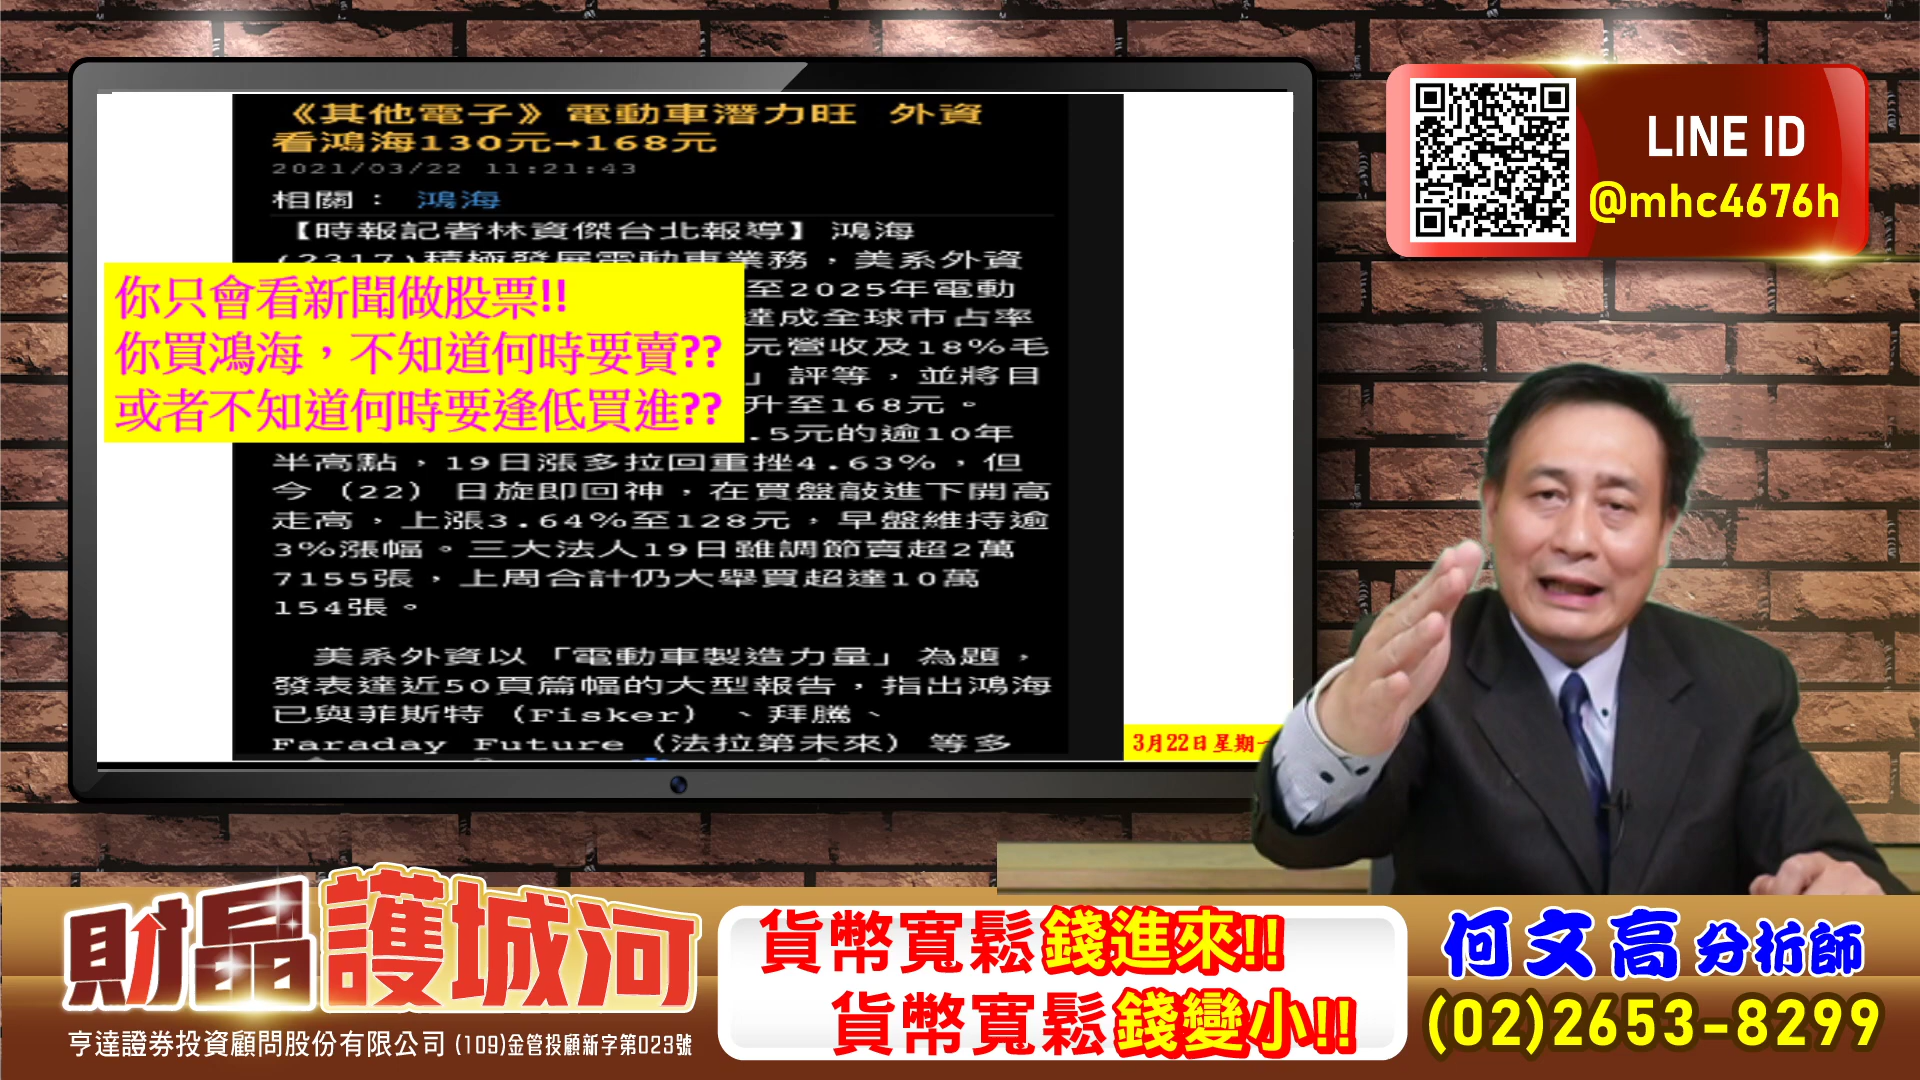 《其他電子》電動車潛力旺 外資
看鴻海130元→168元
2021/03/22 11:21:43
相關： 鴻海
【時報記者林資傑台北報導】鴻海
(2317)積極發展電動車業務，美系外資
至2025年電動
達成全球市占率
元營收及18%毛
」評等，並將目
升至168元。
.5元的逾10年
半高點，19日漲多拉回重挫4.63%，但
今（22）日旋即回神，在買盤敲進下開高
走高，上漲3.64%至128元，早盤維持逾
3%漲幅。三大法人19日雖調節賣超2萬
7155張，上周合計仍大舉買超達10萬
154張。
美系外資以「電動車製造力量」為題，
發表達近50頁篇幅的大型報告，指出鴻海
已與菲斯特（Fisker）、拜騰、
Faraday Future（法拉第未來）等多
你只會看新聞做股票!!
你買鴻海，不知道何時要賣??
或者不知道何時要逢低買進??
3月22日星期一
LINE ID
@mhc4676h
財晶護城河
亨達證券投資顧問股份有限公司 (109)金管投顧新字第023號
貨幣寬鬆錢進來!!
貨幣寬鬆錢變小!!
何文高分析師
(02)2653-8299